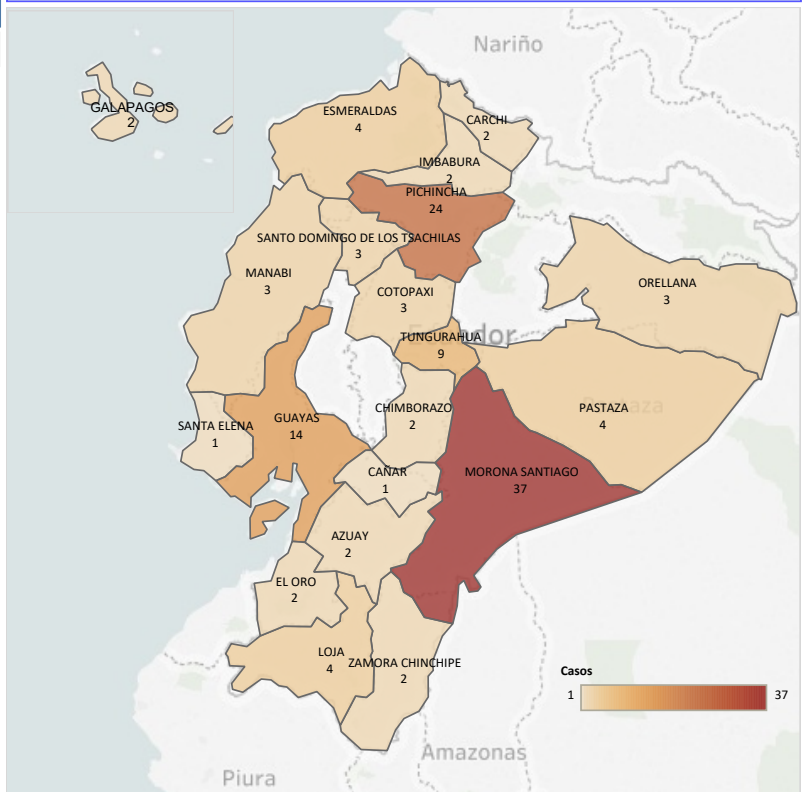 Nariño
GALAPAGOS
2
ESMERALDAS
4
CARCHI
2
IMBABURA
2
PICHINCHA
24
SANTO DOMINGO DE LOS TSACHILAS
3
MANABI
3
ORELLANA
3
COTOPAXI
3
Ecuador
TUNGURAHUA
9
CHIMBORAZO
2
PASTAZA
4
Pastaza
SANTA ELENA
1
GUAYAS
14
CAÑAR
1
MORONA SANTIAGO
37
AZUAY
2
EL ORO
2
LOJA
4
ZAMORA CHINCHIPE
2
Casos
1 37
Amazonas
Piura